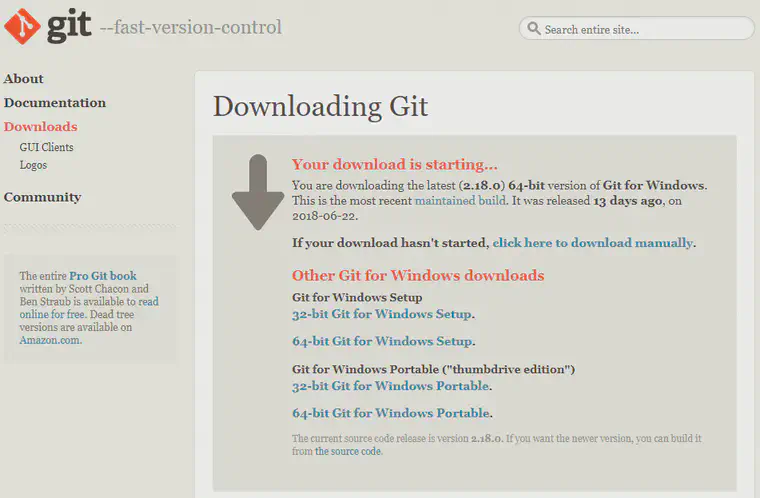 git --fast-version-control
Search entire site...
About
Documentation
Downloads
GUI Clients
Logos
Community
The entire Pro Git book
written by Scott Chacon and
Ben Straub is available to read
online for free. Dead tree
versions are available on
Amazon.com.
Downloading Git
Your download is starting...
You are downloading the latest (2.18.0) 64-bit version of Git for Windows.
This is the most recent maintained build. It was released 13 days ago, on
2018-06-22.
If your download hasn't started, click here to download manually.
Other Git for Windows downloads
Git for Windows Setup
32-bit Git for Windows Setup.
64-bit Git for Windows Setup.
Git for Windows Portable ("thumbdrive edition")
32-bit Git for Windows Portable.
64-bit Git for Windows Portable.
The current source code release is version 2.18.0. If you want the newer version, you can build it
from the source code.